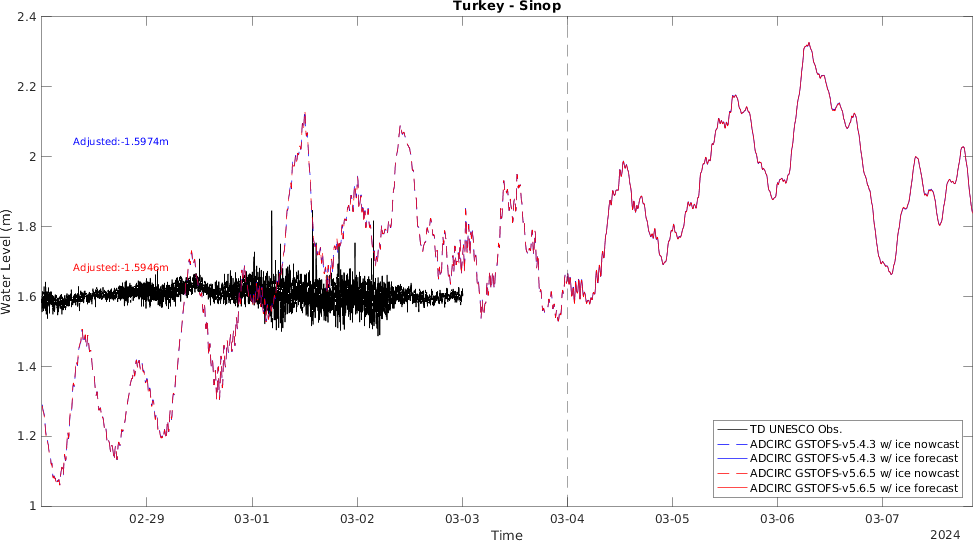 Turkey - Sinop
2.4
2.2
2
1.8
1.6
1.4
1.2
1
Water Level (m)
Adjusted:-1.5974m
Adjusted:-1.5946m
TD UNESCO Obs.
ADCIRC GSTOFS-v5.4.3 w/ ice nowcast
ADCIRC GSTOFS-v5.4.3 w/ ice forecast
ADCIRC GSTOFS-v5.6.5 w/ ice nowcast
ADCIRC GSTOFS-v5.6.5 w/ ice forecast
02-29 03-01 03-02 03-03 03-04 03-05 03-06 03-07
Time
2024